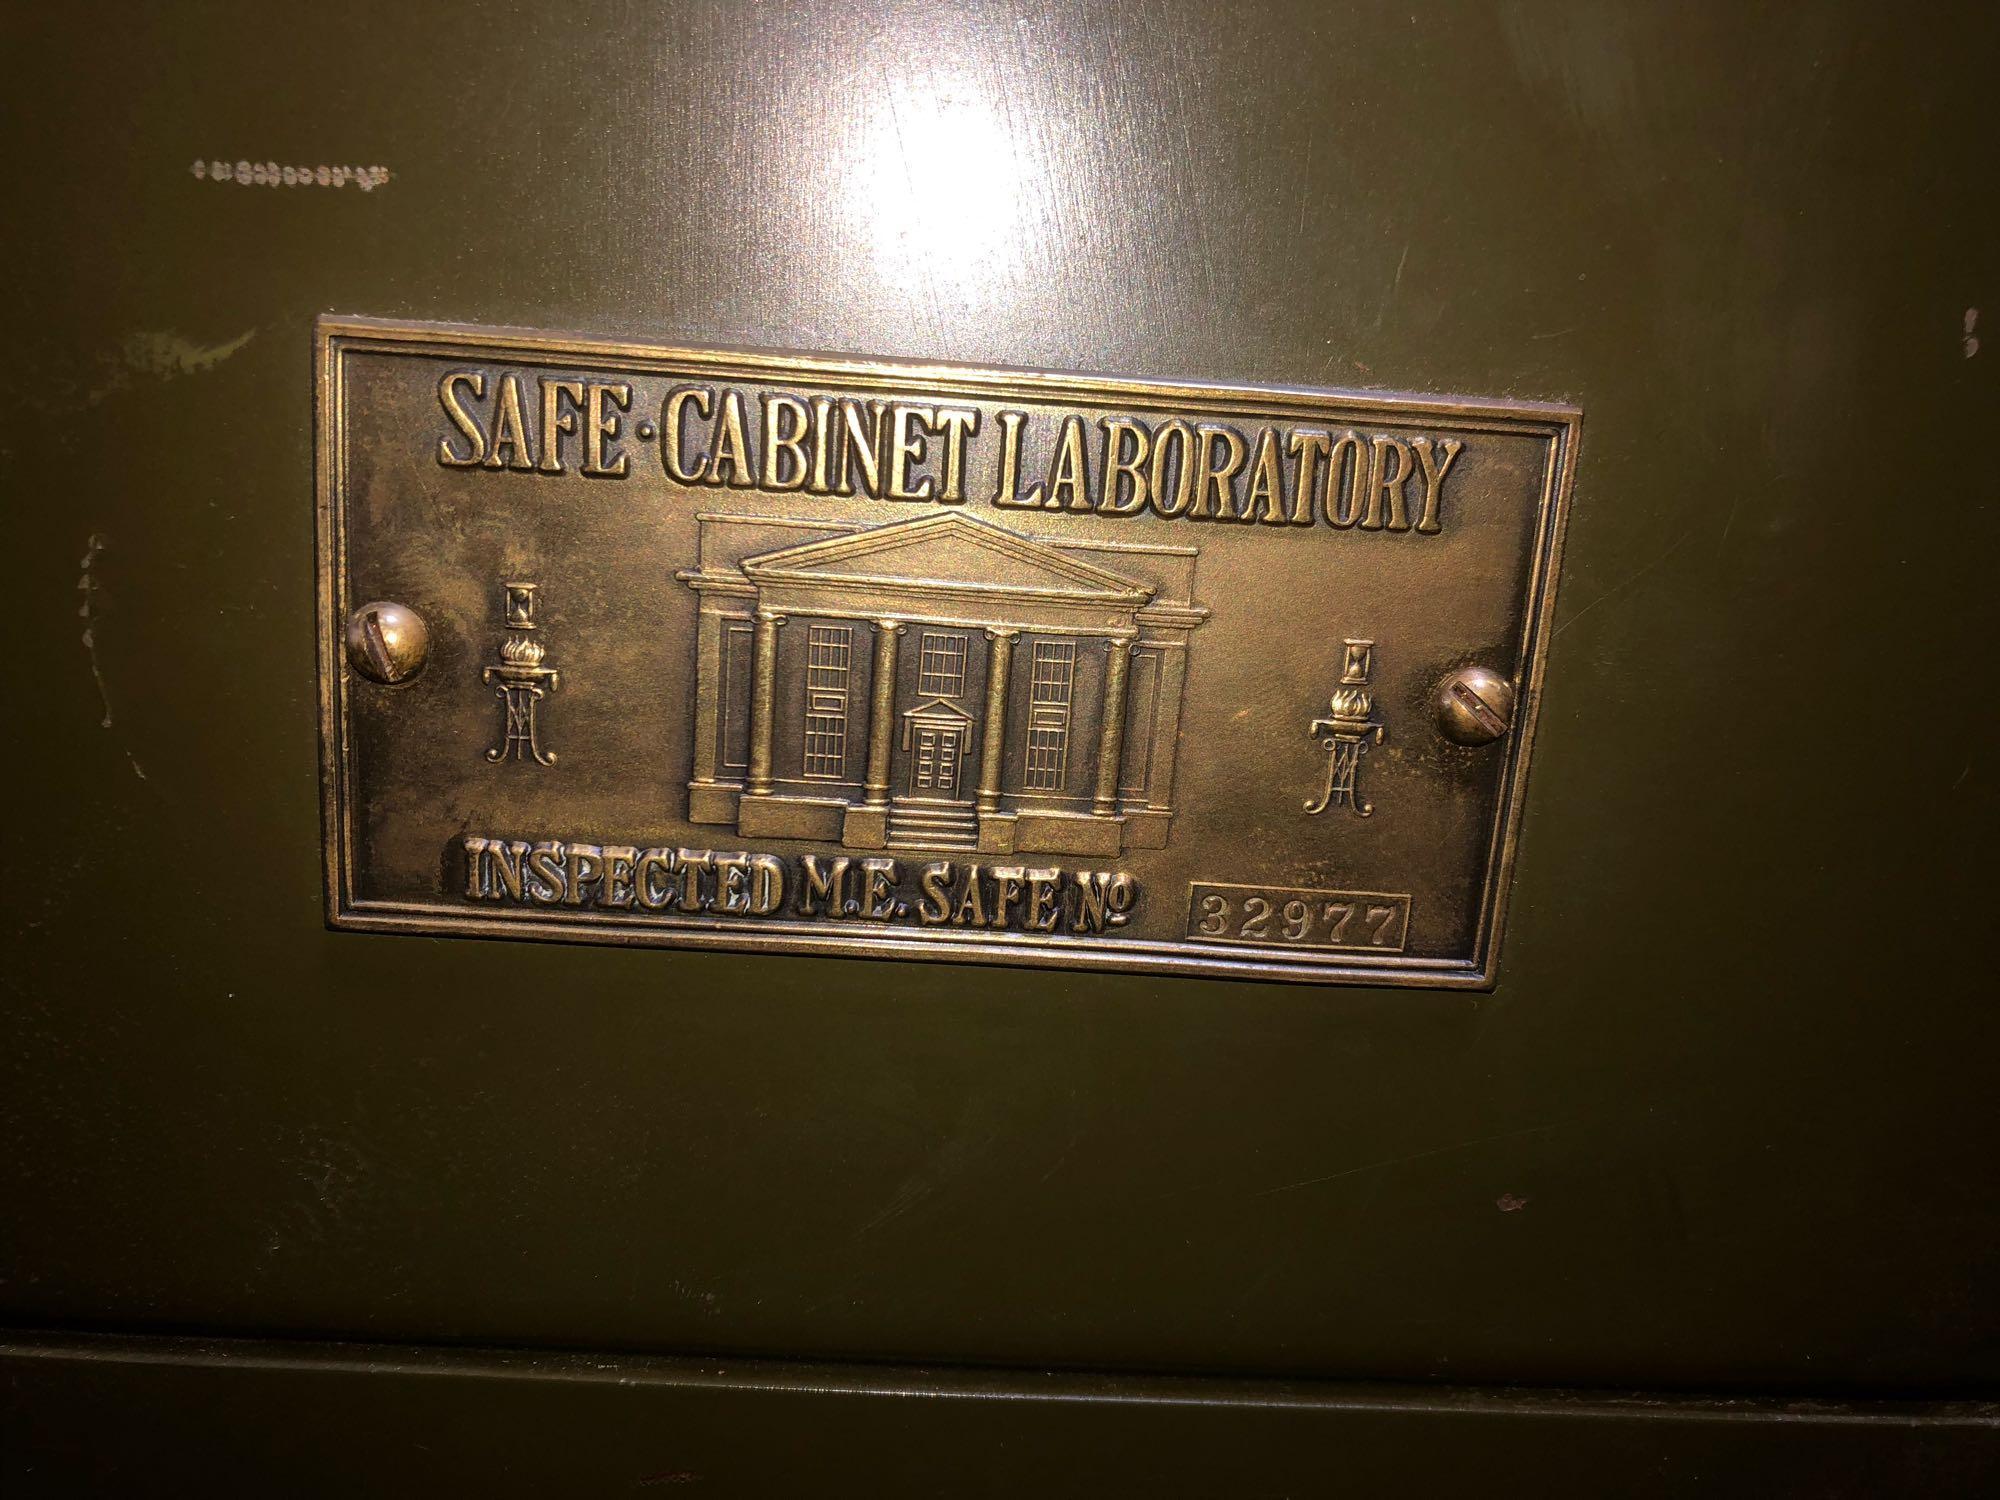 SAFE·CABINET LABORATORY
INSPECTED M.E. SAFE No 32977